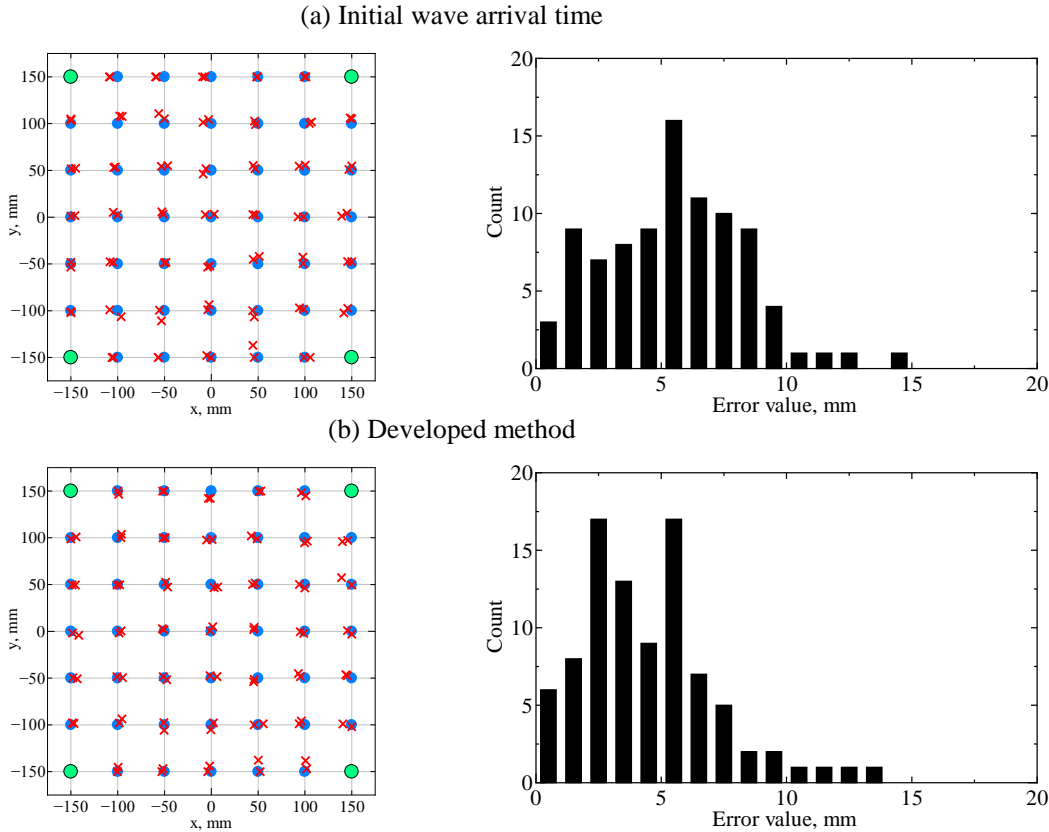 (a) Initial wave arrival time
150
100
50
0
−50
−100
−150
y, mm
−150 −100 −50 0 50 100 150
x, mm
20
15
10
5
0
Count
0 5 10 15 20
Error value, mm
(b) Developed method
150
100
50
0
−50
−100
−150
y, mm
−150 −100 −50 0 50 100 150
x, mm
20
15
10
5
0
Count
0 5 10 15 20
Error value, mm